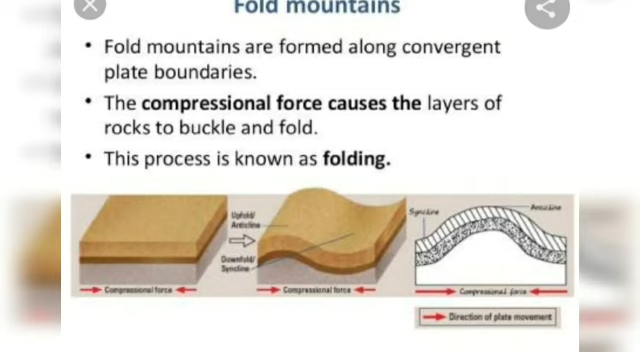 Fold mountains
• Fold mountains are formed along convergent
plate boundaries.
• The compressional force causes the layers of
rocks to buckle and fold.
• This process is known as folding.
Upfold/
Anticline
Downfold/
Syncline
Syncline
Anticline
Compressional force
Compressional force
Compressional force
Direction of plate movement